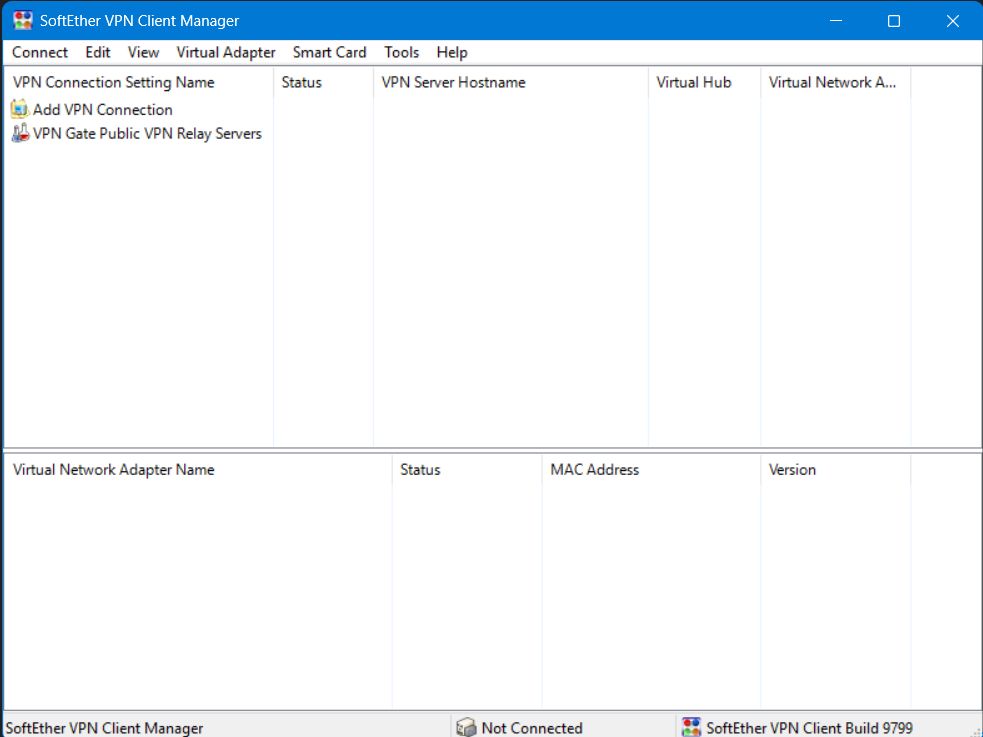 SoftEther VPN Client Manager
Connect Edit View Virtual Adapter Smart Card Tools Help
VPN Connection Setting Name Status VPN Server Hostname Virtual Hub Virtual Network A...
Add VPN Connection
VPN Gate Public VPN Relay Servers
Virtual Network Adapter Name Status MAC Address Version
SoftEther VPN Client Manager Not Connected SoftEther VPN Client Build 9799